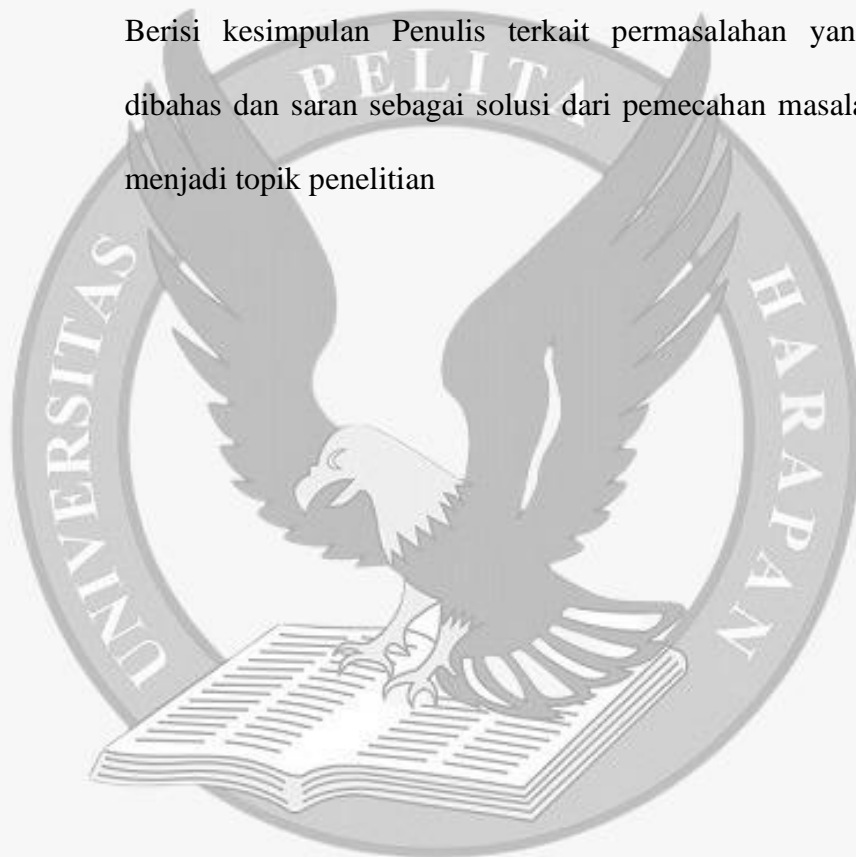 Berisi kesimpulan Penulis terkait permasalahan yan
dibahas dan saran sebagai solusi dari pemecahan masala
menjadi topik penelitian
UNIVERSITAS PELITA HARAPAN